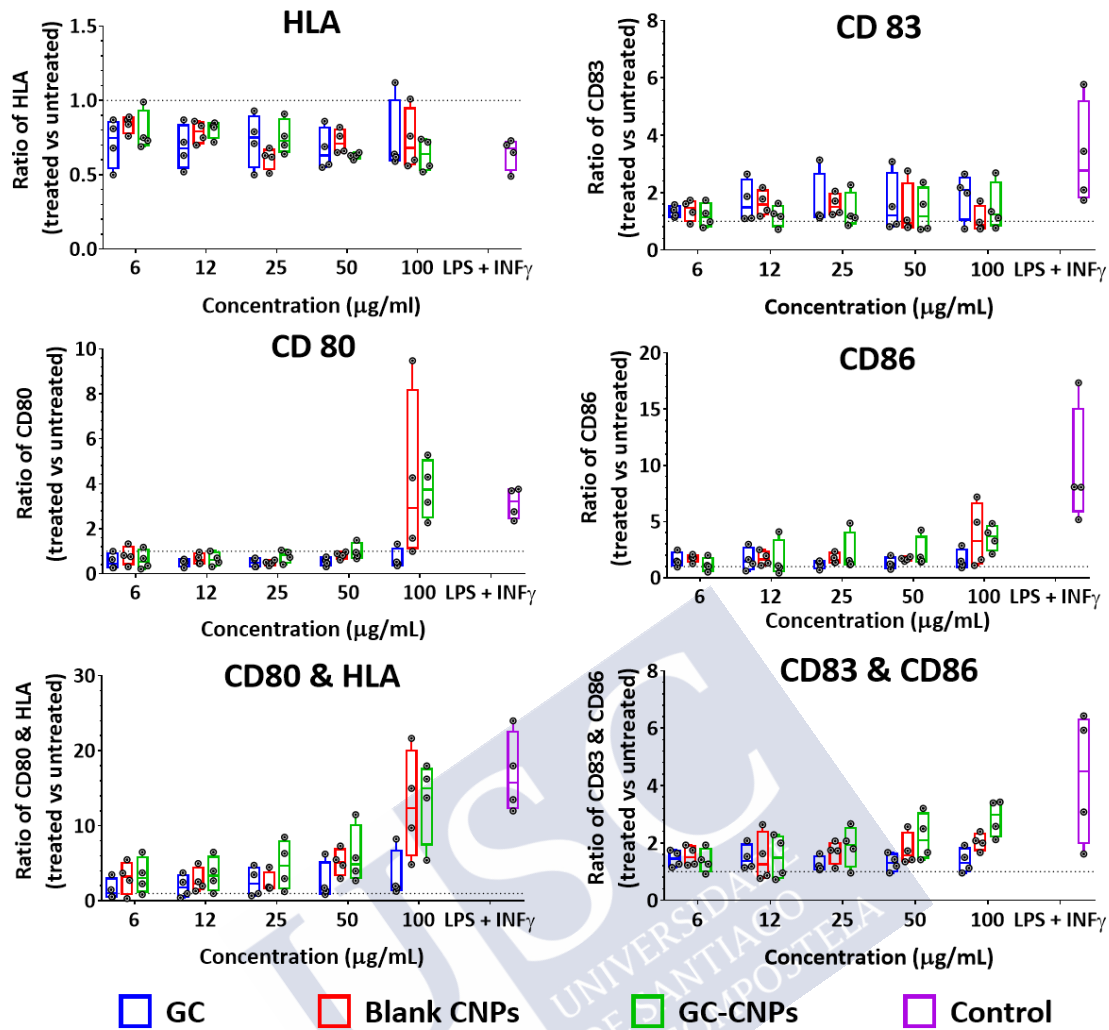 HLA
Ratio of HLA
(treated vs untreated)
1.5
1.0
0.5
0.0
6 12 25 50 100 LPS + INFγ
Concentration (μg/ml)
CD 83
Ratio of CD83
(treated vs untreated)
8
6
4
2
0
6 12 25 50 100 LPS + INFγ
Concentration (μg/mL)
CD 80
Ratio of CD80
(treated vs untreated)
10
8
6
4
2
0
6 12 25 50 100 LPS + INFγ
Concentration (μg/mL)
CD86
Ratio of CD86
(treated vs untreated)
20
15
10
5
0
6 12 25 50 100 LPS + INFγ
Concentration (μg/mL)
CD80 & HLA
Ratio of CD80 & HLA
(treated vs untreated)
30
20
10
0
6 12 25 50 100 LPS + INFγ
Concentration (μg/mL)
CD83 & CD86
Ratio of CD83 & CD86
(treated vs untreated)
8
6
4
2
0
6 12 25 50 100 LPS + INFγ
Concentration (μg/mL)
USC
UNIVERSIDADE
DE SANTIAGO
DE COMPOSTELA
GC Blank CNPs GC-CNPs Control